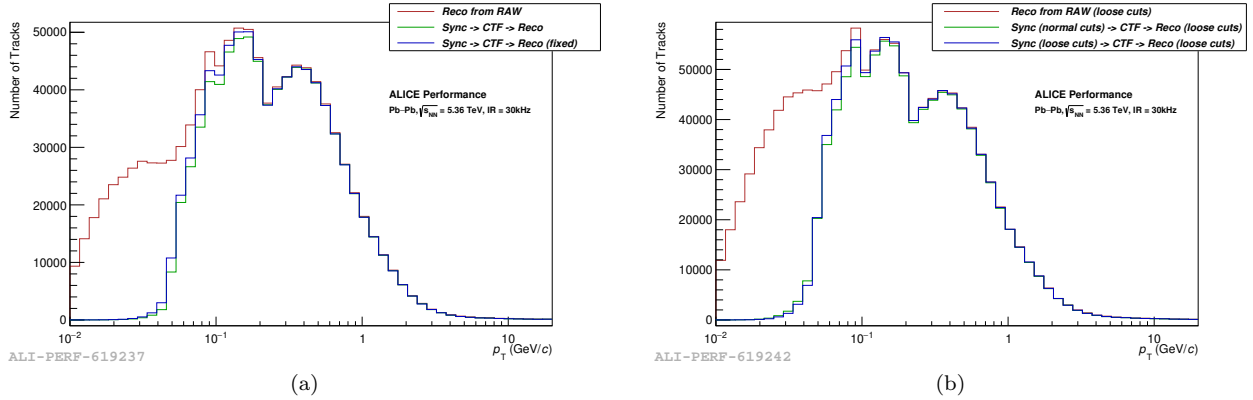 Reco from RAW
Sync -> CTF -> Reco
Sync -> CTF -> Reco (fixed)
Number of Tracks
50000
40000
30000
20000
10000
0
ALICE Performance
Pb−Pb, √sNN = 5.36 TeV, IR = 30kHz
10−2
10−1
1
10
pT (GeV/c)
ALI-PERF-619237
(a)
Reco from RAW (loose cuts)
Sync (normal cuts) -> CTF -> Reco (loose cuts)
Sync (loose cuts) -> CTF -> Reco (loose cuts)
Number of Tracks
50000
40000
30000
20000
10000
0
ALICE Performance
Pb−Pb, √sNN = 5.36 TeV, IR = 30kHz
10−2
10−1
1
10
pT (GeV/c)
ALI-PERF-619242
(b)